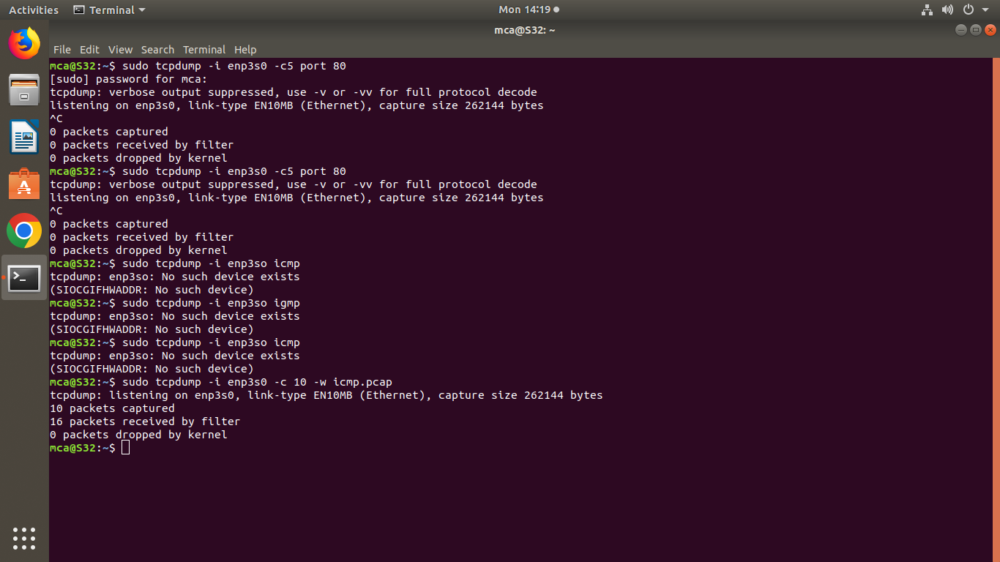 Activities Terminal Mon 14:19
mca@S32: ~
File Edit View Search Terminal Help
mca@S32:~$ sudo tcpdump -i enp3s0 -c5 port 80
[sudo] password for mca:
tcpdump: verbose output suppressed, use -v or -vv for full protocol decode
listening on enp3s0, link-type EN10MB (Ethernet), capture size 262144 bytes
^C
0 packets captured
0 packets received by filter
0 packets dropped by kernel
mca@S32:~$ sudo tcpdump -i enp3s0 -c5 port 80
tcpdump: verbose output suppressed, use -v or -vv for full protocol decode
listening on enp3s0, link-type EN10MB (Ethernet), capture size 262144 bytes
^C
0 packets captured
0 packets received by filter
0 packets dropped by kernel
mca@S32:~$ sudo tcpdump -i enp3so icmp
tcpdump: enp3so: No such device exists
(SIOCGIFHWADDR: No such device)
mca@S32:~$ sudo tcpdump -i enp3so igmp
tcpdump: enp3so: No such device exists
(SIOCGIFHWADDR: No such device)
mca@S32:~$ sudo tcpdump -i enp3so icmp
tcpdump: enp3so: No such device exists
(SIOCGIFHWADDR: No such device)
mca@S32:~$ sudo tcpdump -i enp3s0 -c 10 -w icmp.pcap
tcpdump: listening on enp3s0, link-type EN10MB (Ethernet), capture size 262144 bytes
10 packets captured
16 packets received by filter
0 packets dropped by kernel
mca@S32:~$